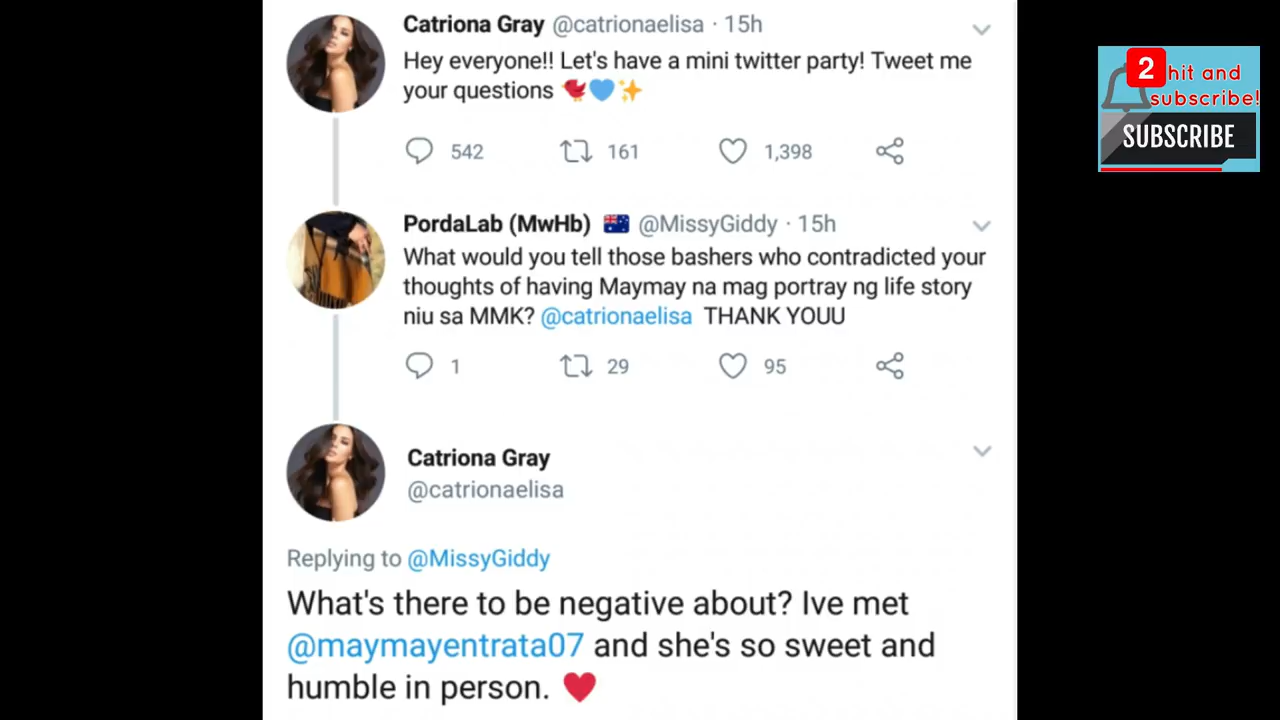 Catriona Gray @catrionaelisa · 15h
Hey everyone!! Let's have a mini twitter party! Tweet me
your questions 🐦💙✨
542 161 1,398
PordaLab (MwHb) 🇦🇺 @MissyGiddy · 15h
What would you tell those bashers who contradicted your
thoughts of having Maymay na mag portray ng life story
niu sa MMK? @catrionaelisa THANK YOUU
1 29 95
Catriona Gray
@catrionaelisa
Replying to @MissyGiddy
What's there to be negative about? Ive met
@maymayentrata07 and she's so sweet and
humble in person. ❤️
2 hit and
subscribe!
SUBSCRIBE